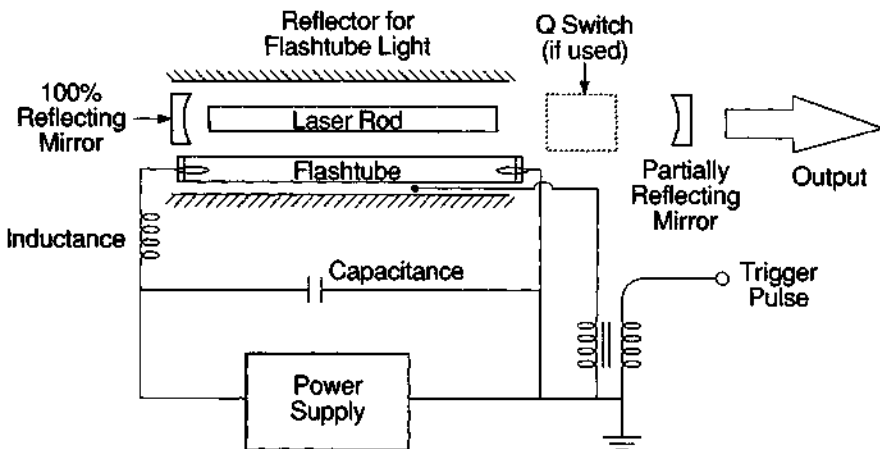 Reflector for
Flashtube Light
Q Switch
(if used)
100%
Reflecting
Mirror
Laser Rod
Flashtube
Partially
Reflecting
Mirror
Output
Inductance
Capacitance
Trigger
Pulse
Power
Supply